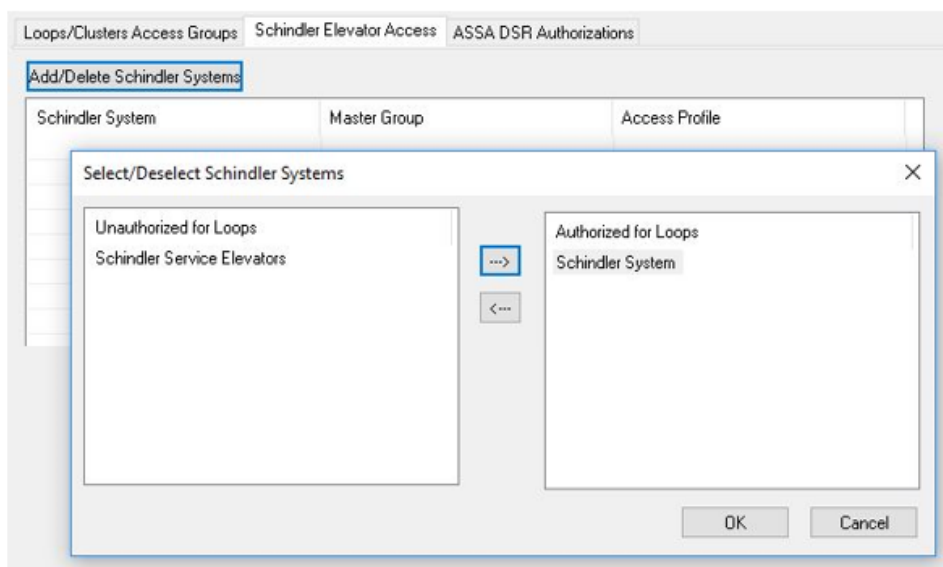 Loops/Clusters Access Groups Schindler Elevator Access ASSA DSR Authorizations
Add/Delete Schindler Systems
Schindler System Master Group Access Profile
Select/Deselect Schindler Systems
Unauthorized for Loops
Schindler Service Elevators
--->
<---
Authorized for Loops
Schindler System
OK Cancel